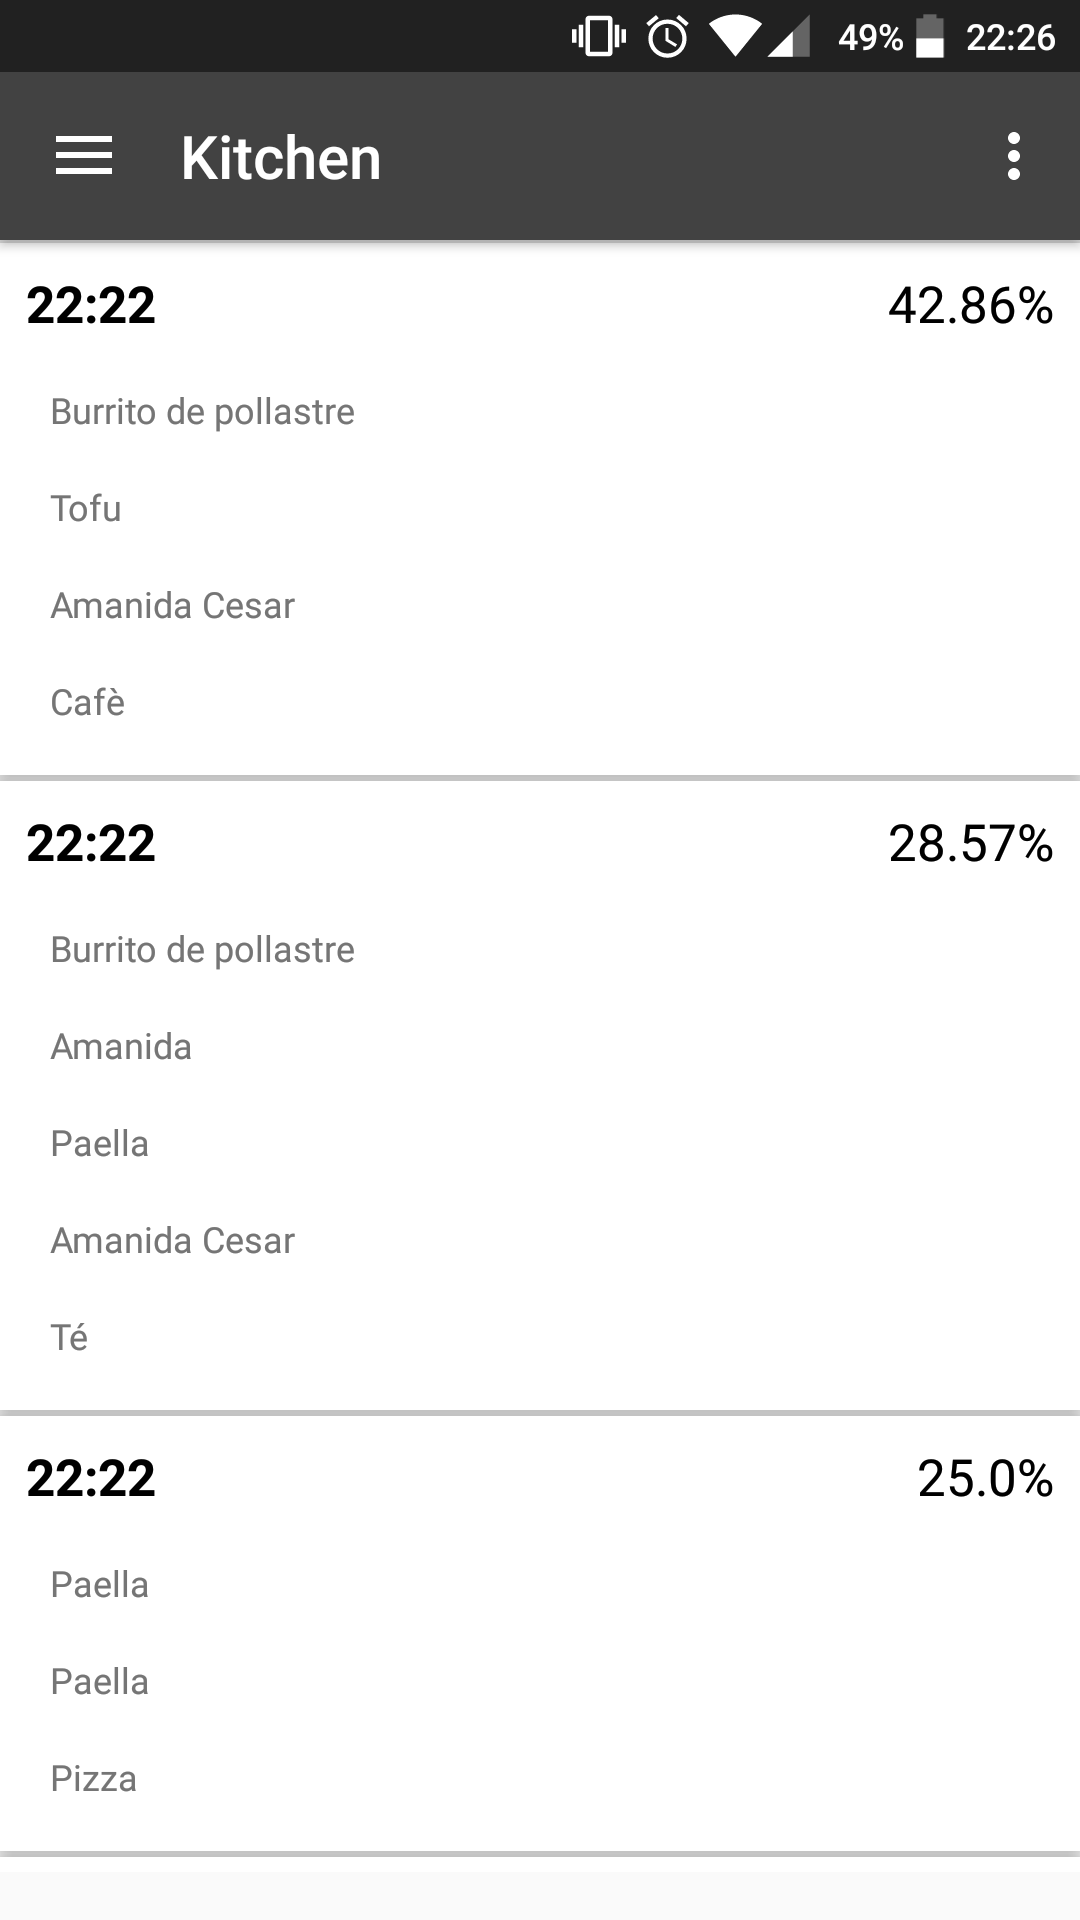 49% 22:26
Kitchen
22:22 42.86%
Burrito de pollastre
Tofu
Amanida Cesar
Cafè
22:22 28.57%
Burrito de pollastre
Amanida
Paella
Amanida Cesar
Té
22:22 25.0%
Paella
Paella
Pizza